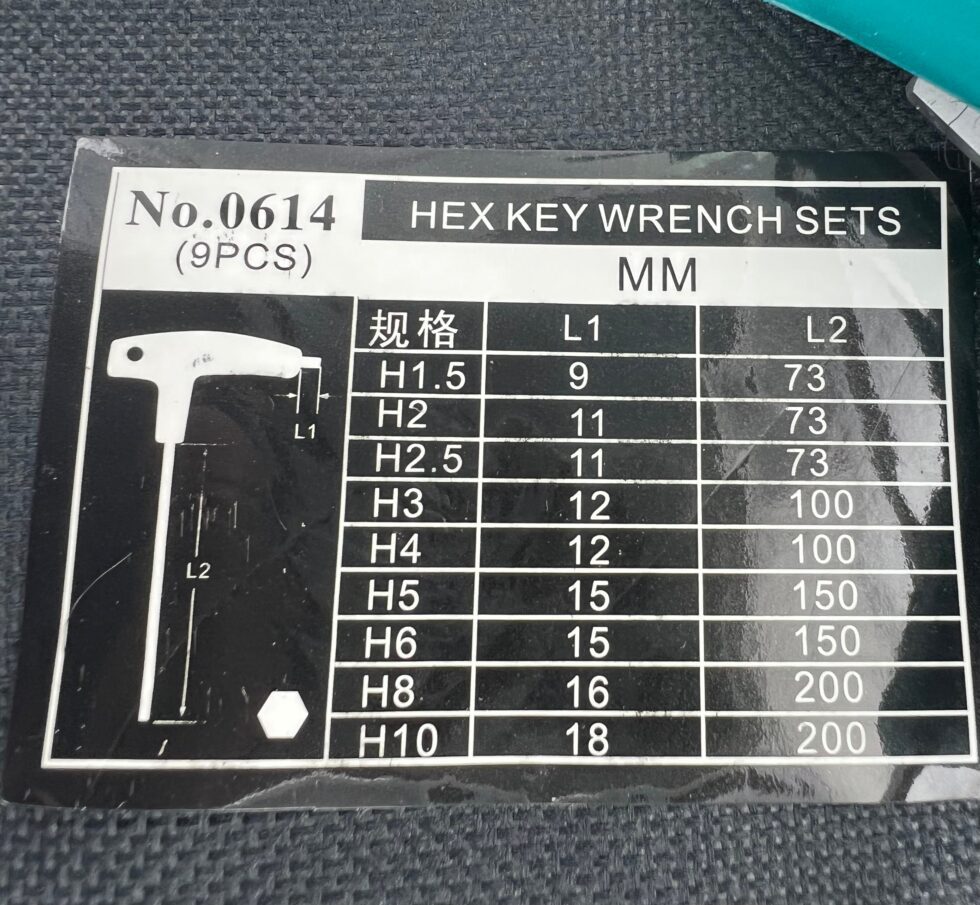 No.0614
(9PCS)
HEX KEY WRENCH SETS
MM
规格 L1 L2
H1.5 9 73
H2 11 73
H2.5 11 73
H3 12 100
H4 12 100
H5 15 150
H6 15 150
H8 16 200
H10 18 200
L1
L2